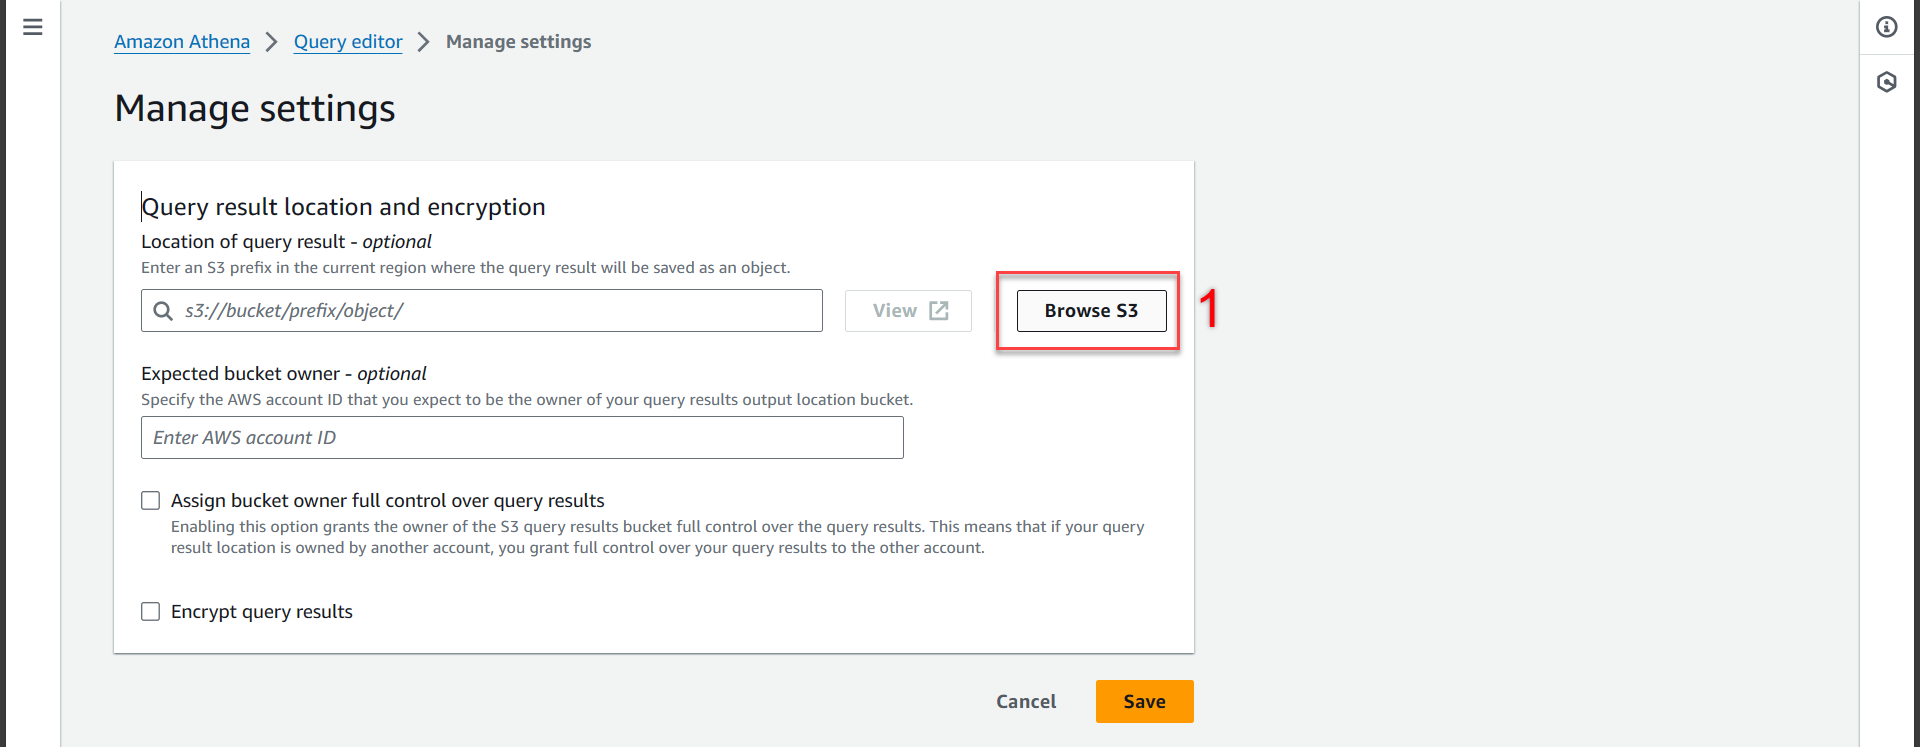 Amazon Athena > Query editor > Manage settings
Manage settings
Query result location and encryption
Location of query result - optional
Enter an S3 prefix in the current region where the query result will be saved as an object.
s3://bucket/prefix/object/ View Browse S3 1
Expected bucket owner - optional
Specify the AWS account ID that you expect to be the owner of your query results output location bucket.
Enter AWS account ID
Assign bucket owner full control over query results
Enabling this option grants the owner of the S3 query results bucket full control over the query results. This means that if your query
result location is owned by another account, you grant full control over your query results to the other account.
Encrypt query results
Cancel Save